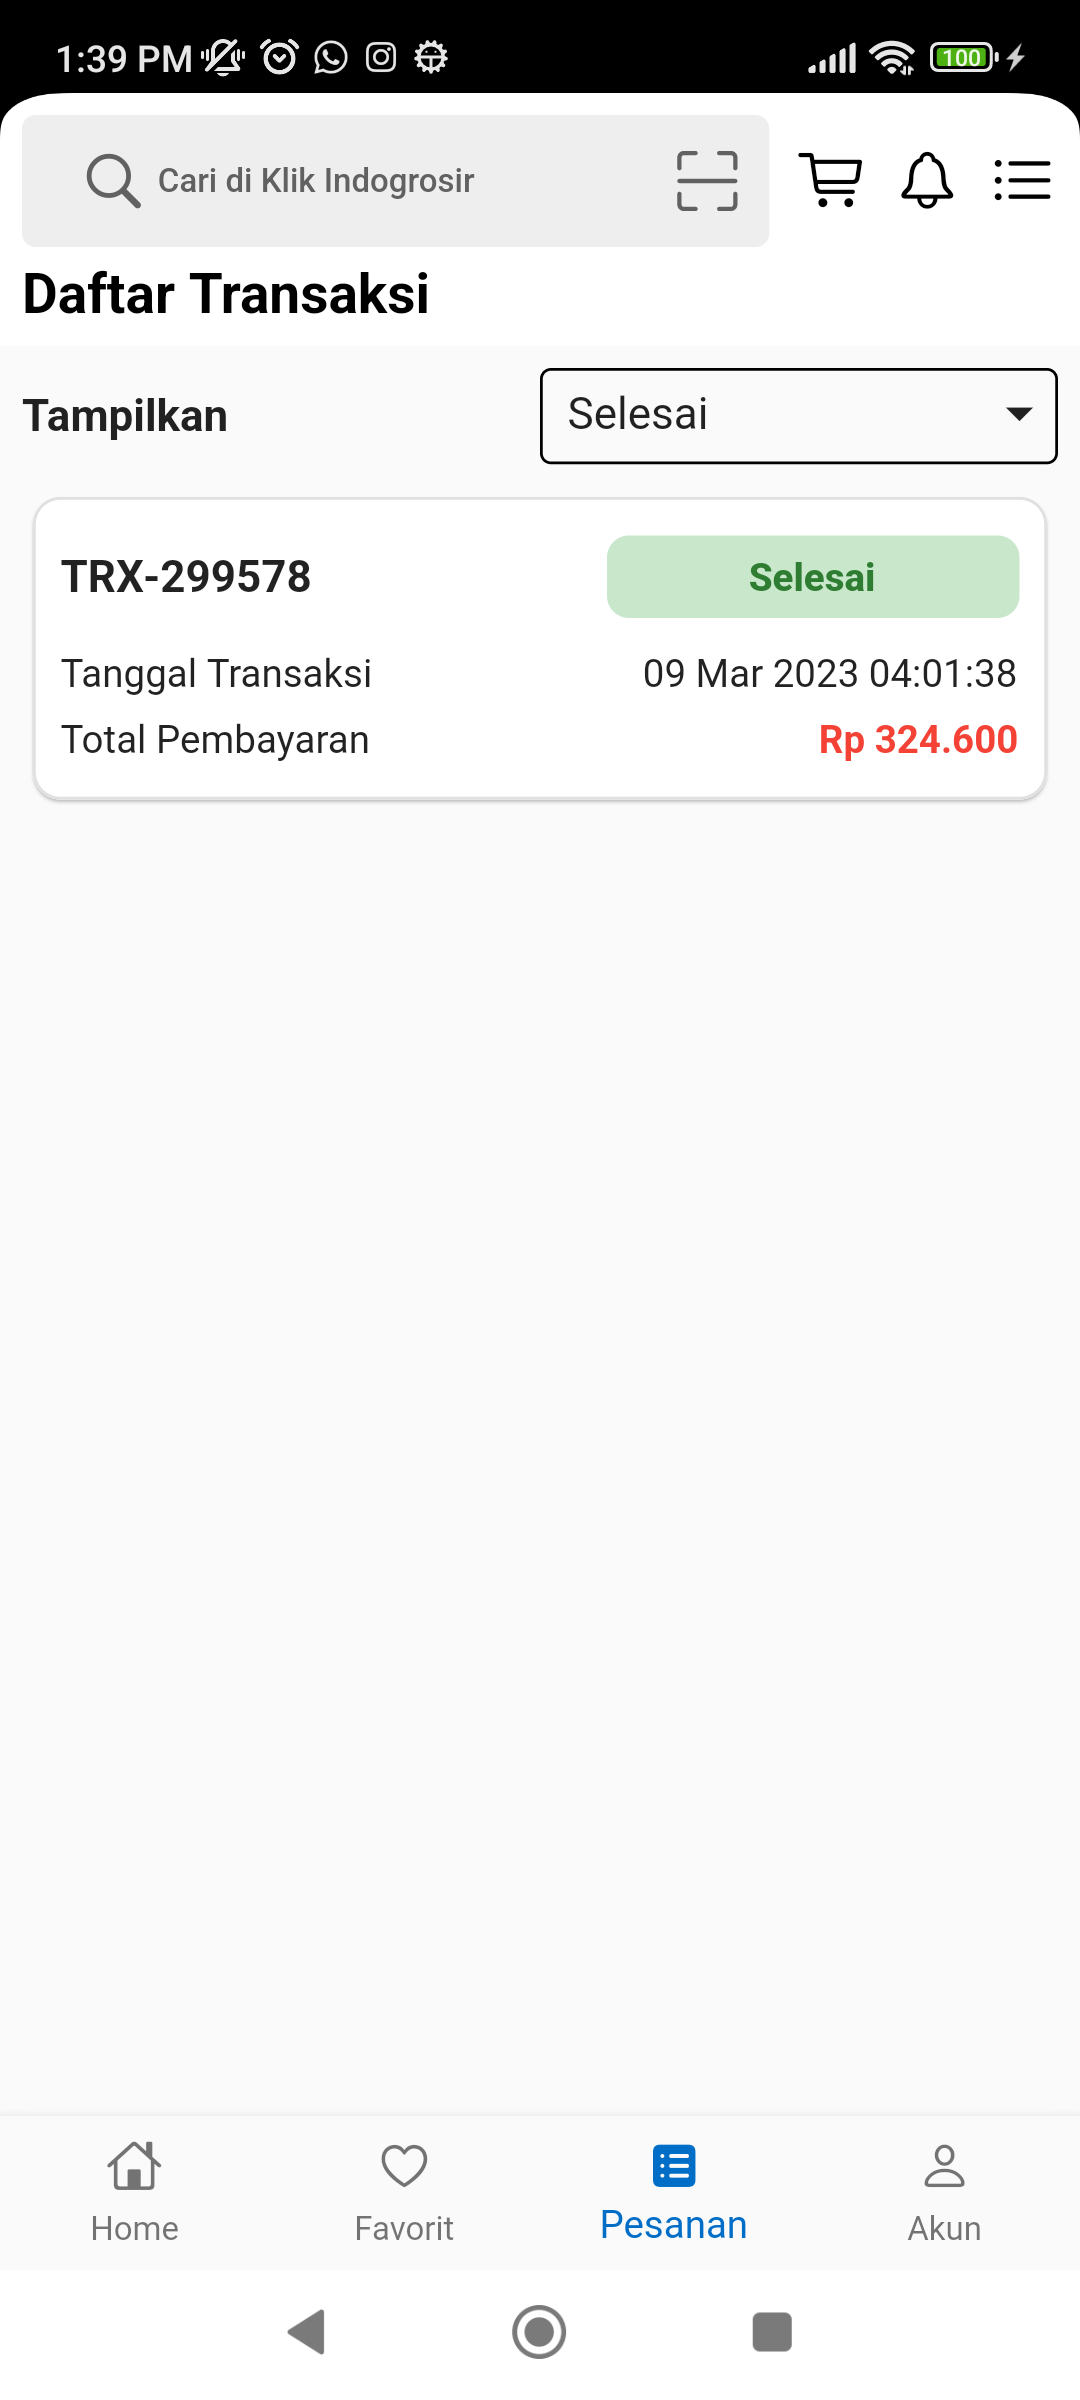 1:39 PM
100
Cari di Klik Indogrosir
Daftar Transaksi
Tampilkan
Selesai
TRX-299578
Selesai
Tanggal Transaksi 09 Mar 2023 04:01:38
Total Pembayaran Rp 324.600
Home Favorit Pesanan Akun